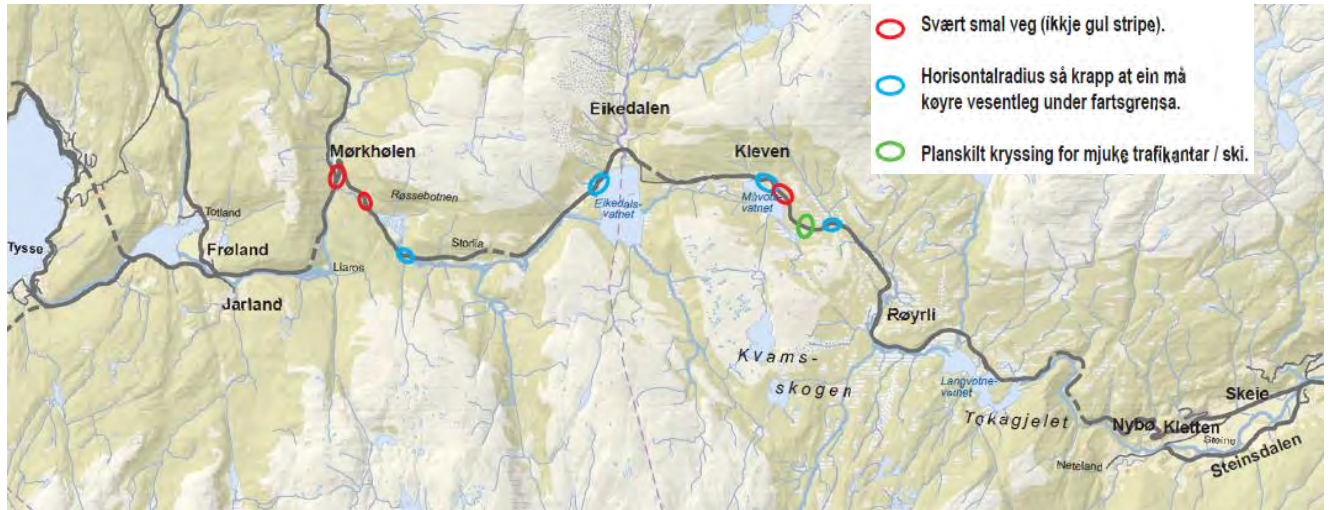 Svært smal veg (ikkje gul stripe).
Horisontalradius så krapp at ein må
køyre vesentleg under fartsgrensa.
Planskilt kryssing for mjuke trafikantar / ski.
Eikedalen
Mørkhølen
Kleven
Røssebotnen
Eikedals-
vatnet
Måvotne-
vatnet
Totland
Tysse
Frøland
Storlia
Liaros
Jarland
Røyrli
Kvams-
skogen
Langvotne-
vatnet
Skeie
Tokagjelet
Nybø
Kletten
Steine
Neteland
Steinsdalen